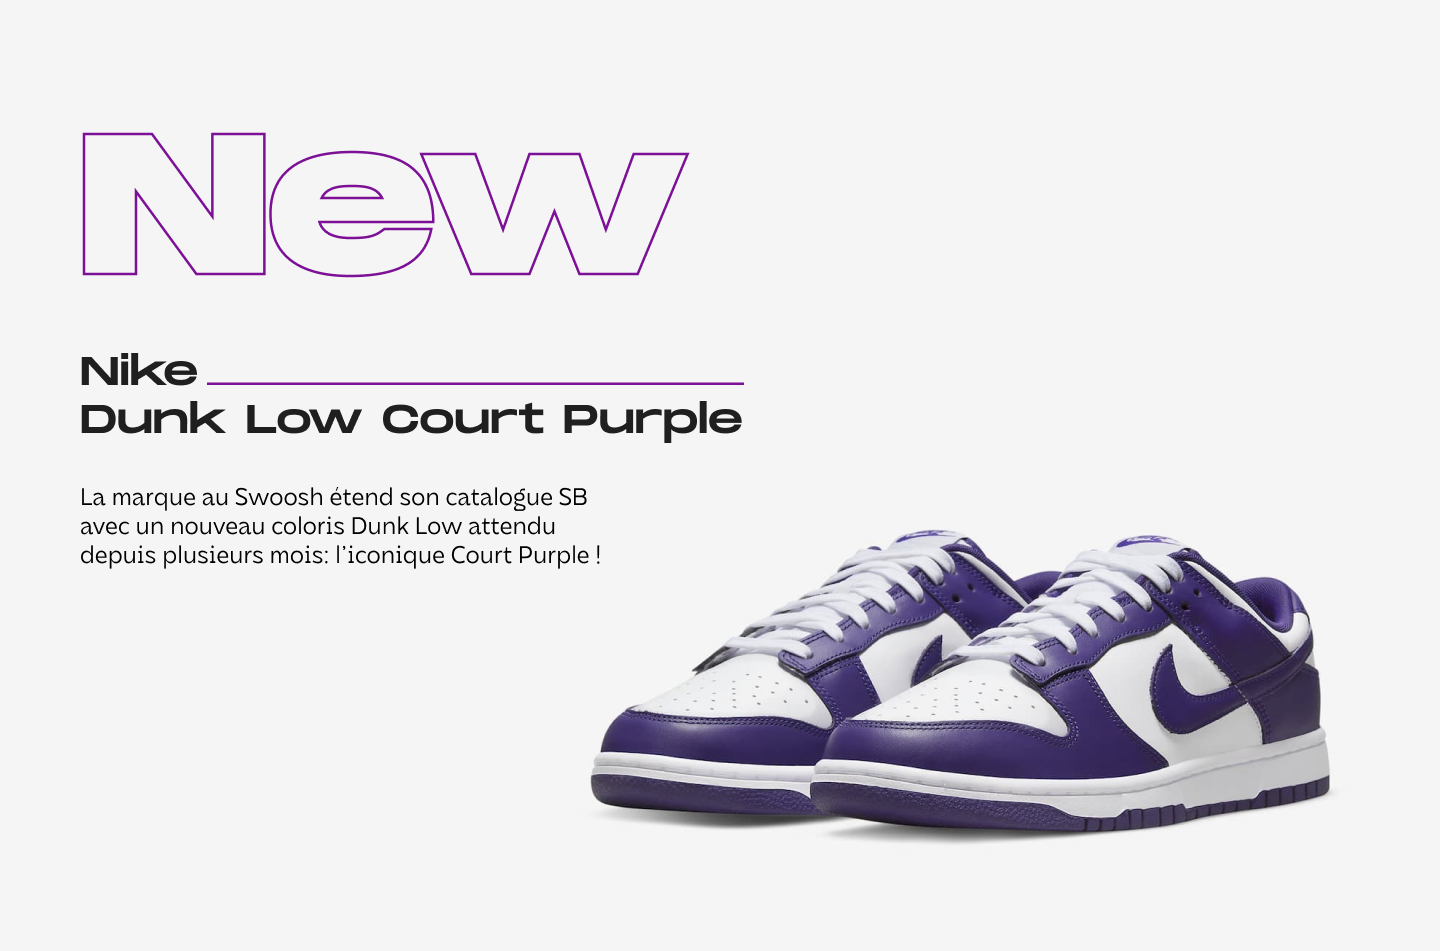 New
Nike
Dunk Low Court Purple
La marque au Swoosh étend son catalogue SB
avec un nouveau coloris Dunk Low attendu
depuis plusieurs mois: l’iconique Court Purple !